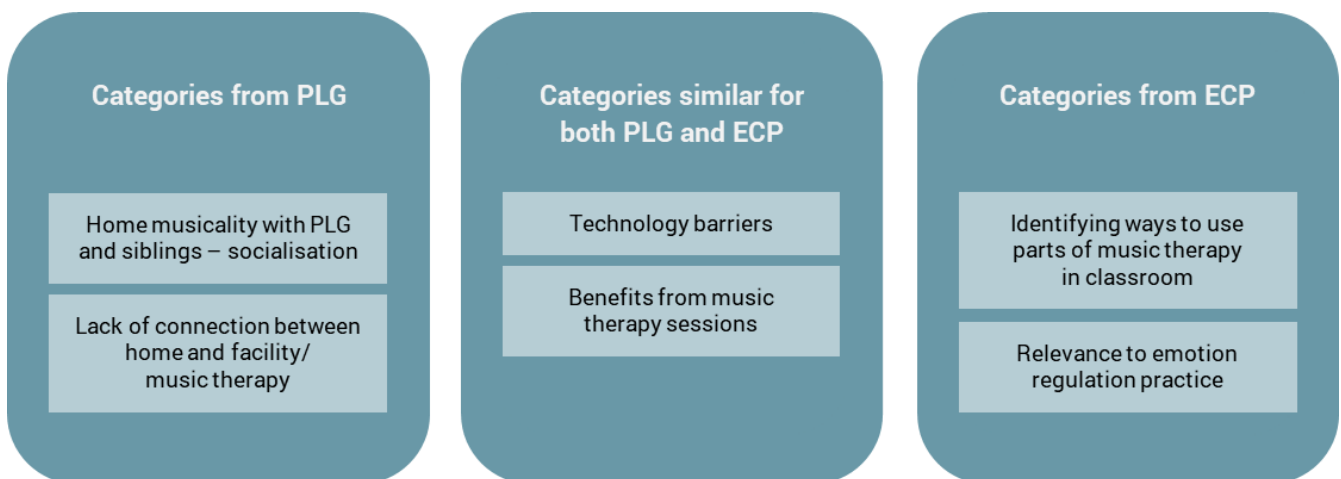 Categories from PLG
Home musicality with PLG
and siblings – socialisation
Lack of connection between
home and facility/
music therapy
Categories similar for
both PLG and ECP
Technology barriers
Benefits from music
therapy sessions
Categories from ECP
Identifying ways to use
parts of music therapy
in classroom
Relevance to emotion
regulation practice